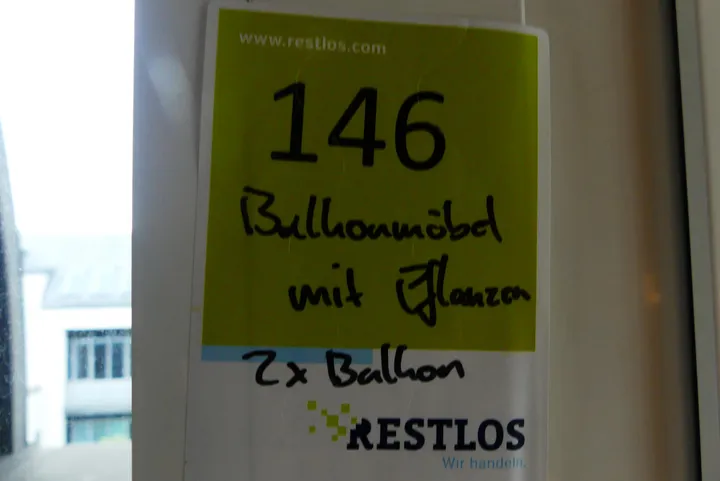 www.restlos.com
146
Balkonmöbel
mit Pflanzen
2x Balkon
RESTLOS
Wir handeln.